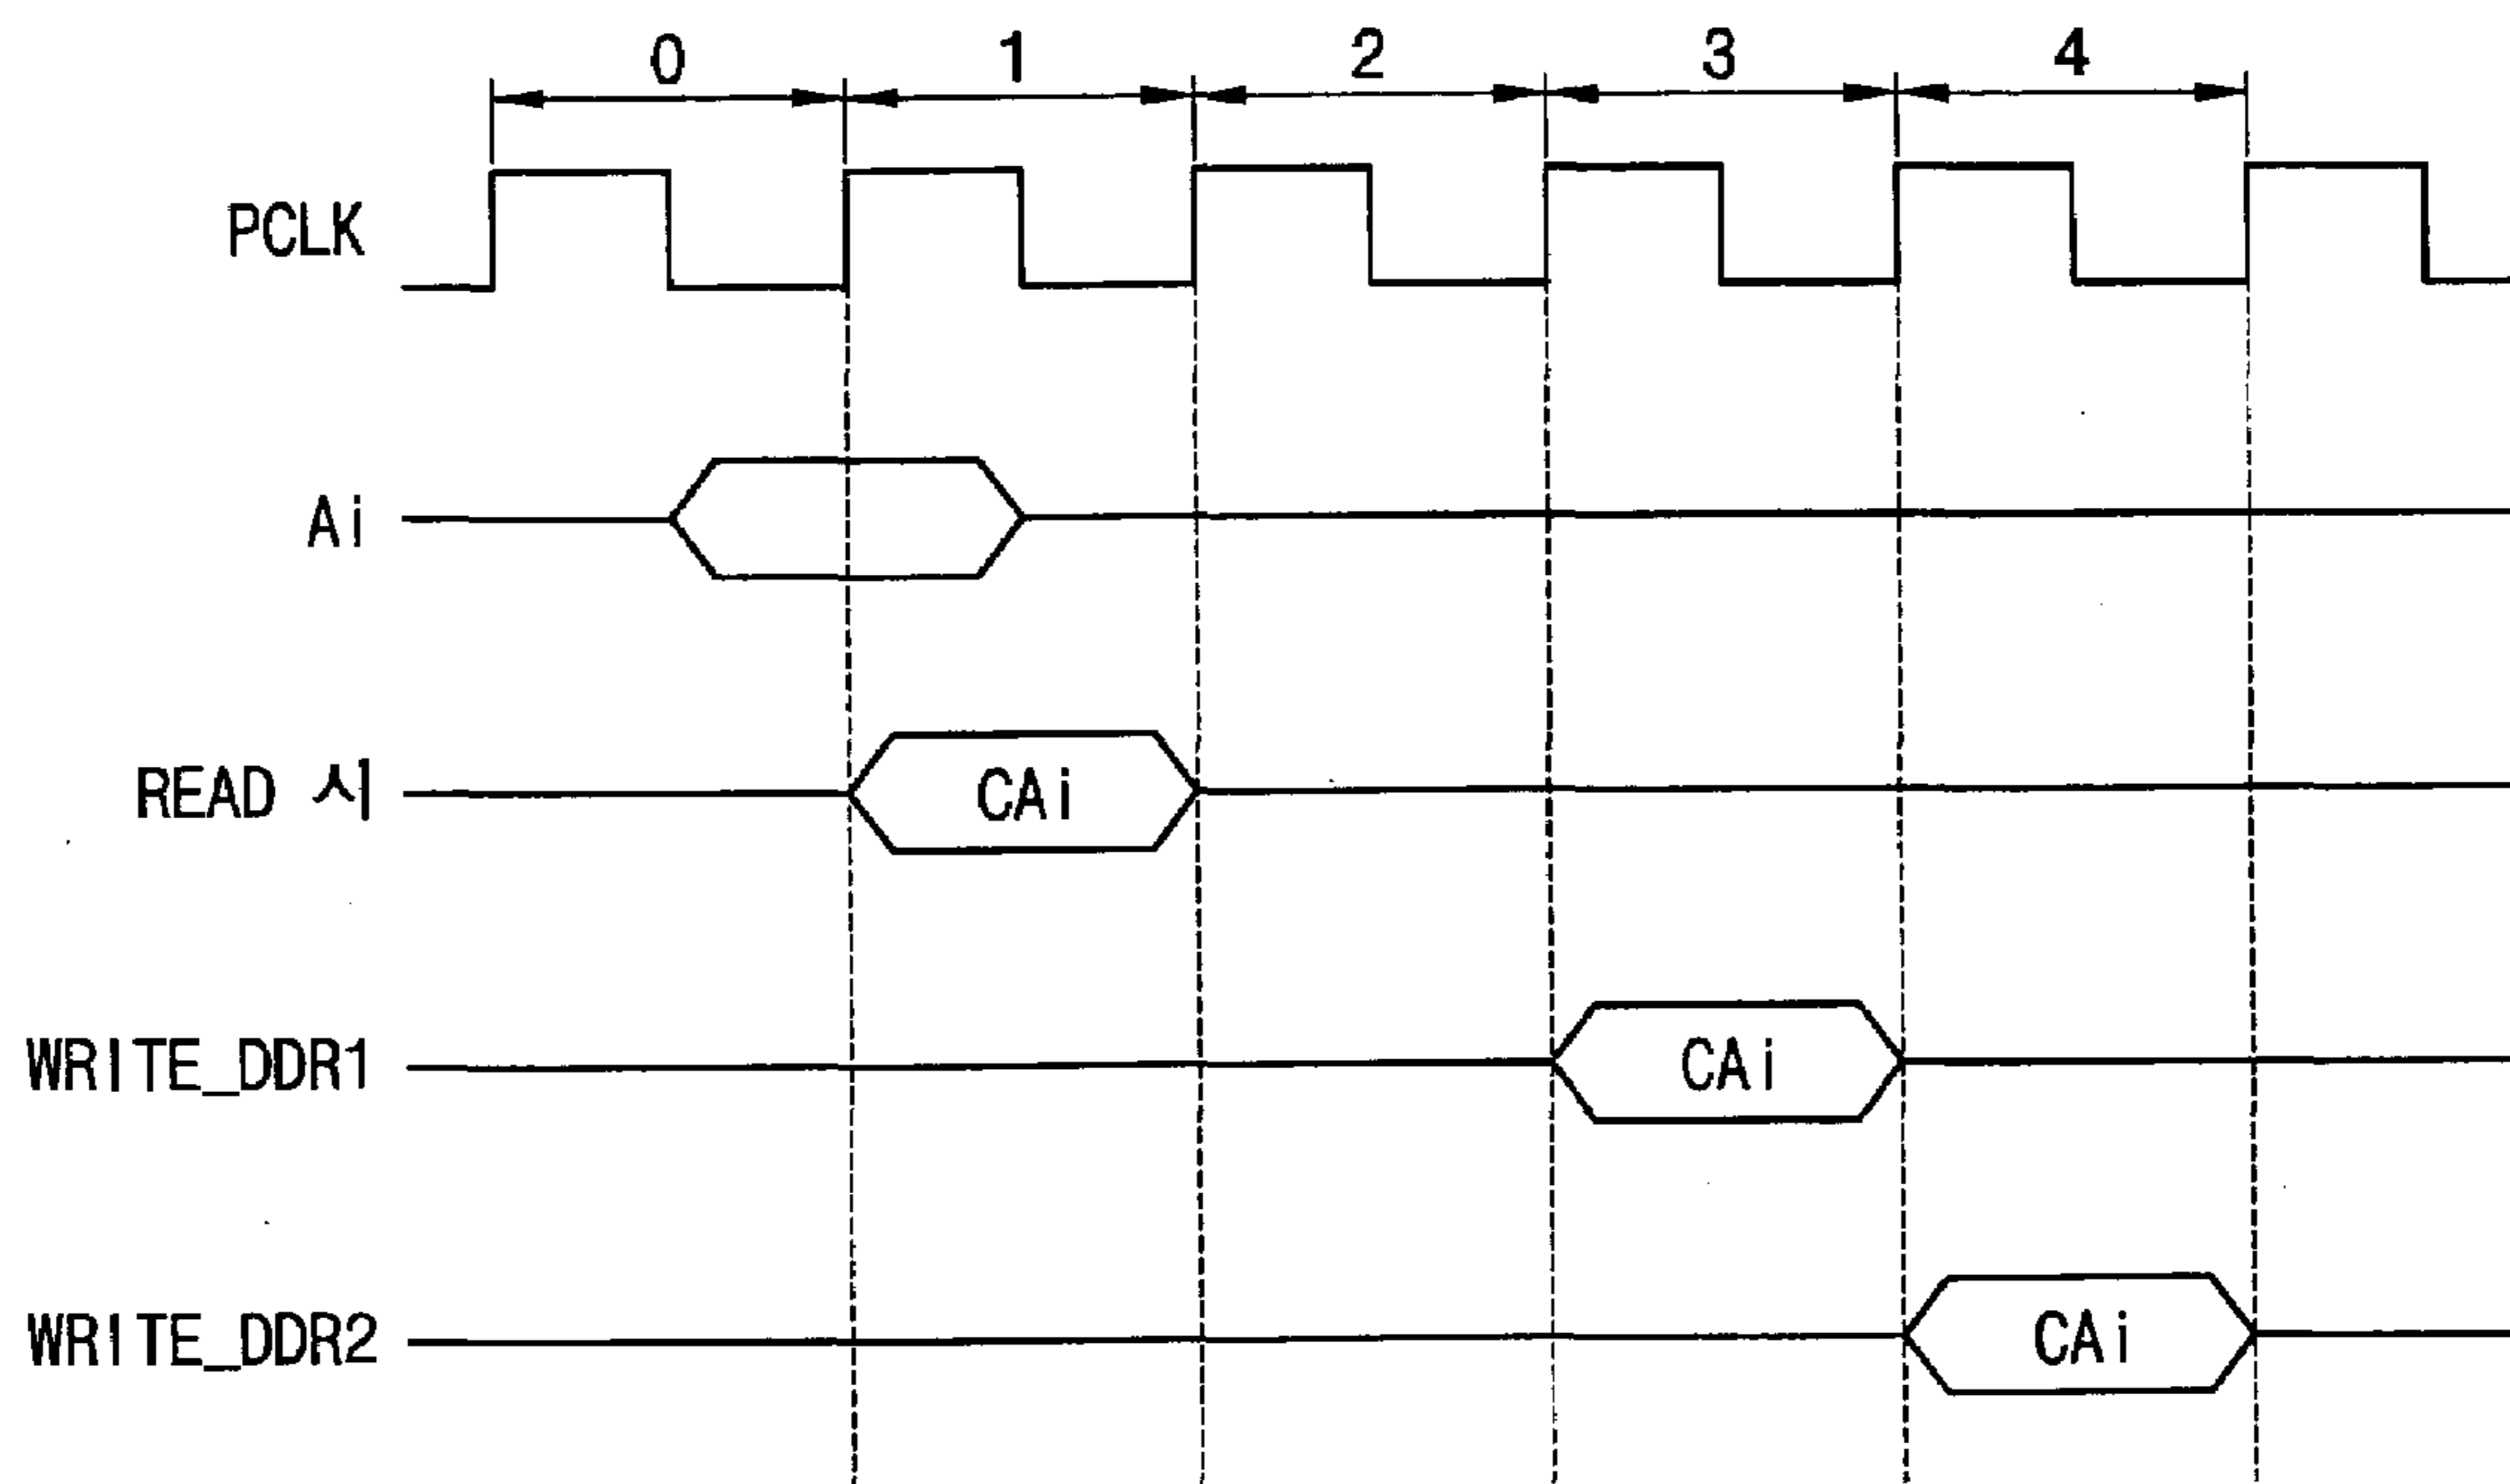 0 1 2 3 4
PCLK
Ai
READ 시 CAi
WRITE_DDR1 CAi
WRITE_DDR2 CAi